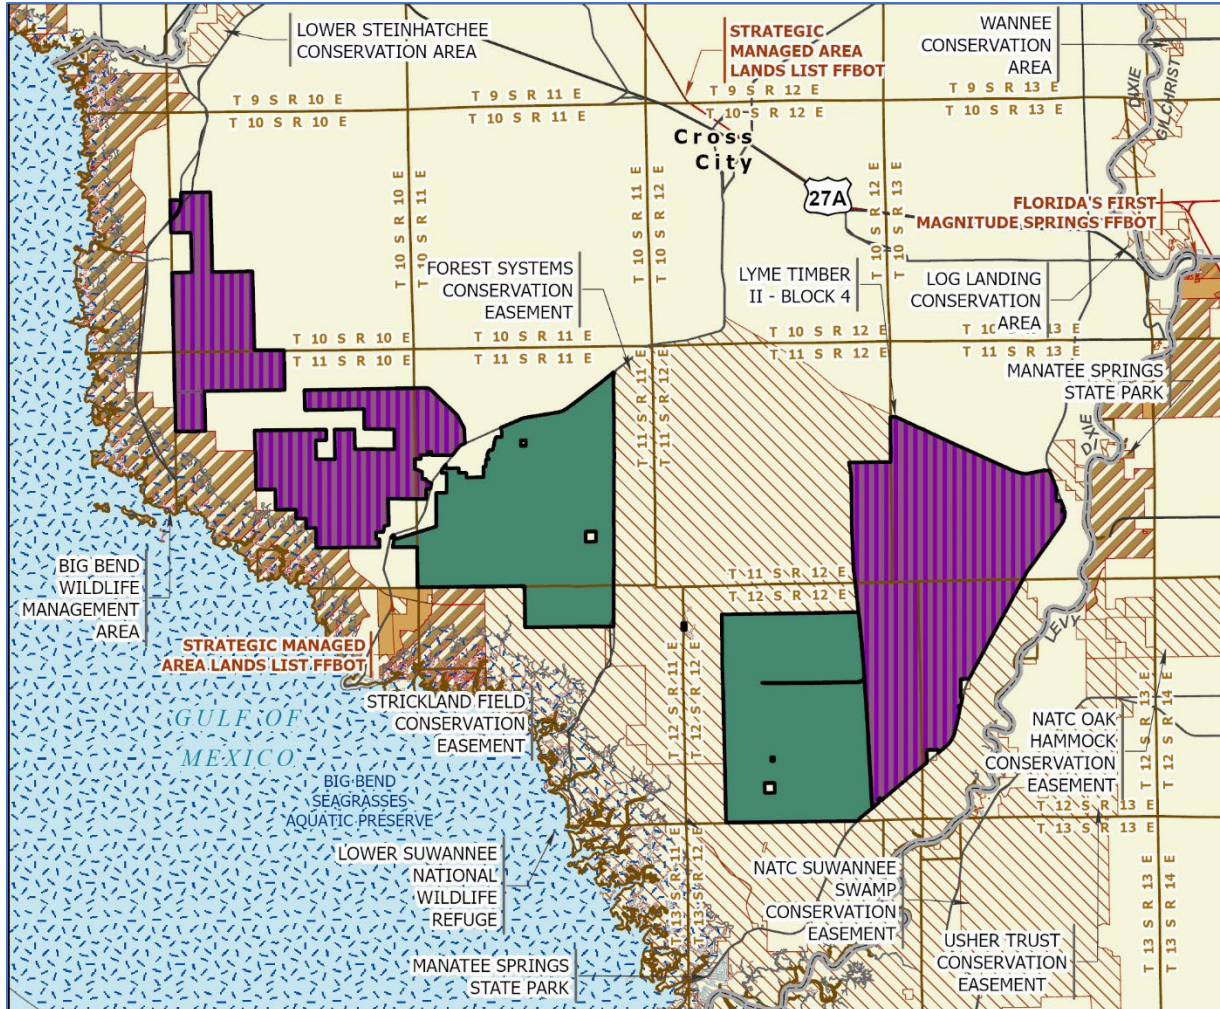 LOWER STEINHATCHEE
CONSERVATION AREA
STRATEGIC
MANAGED AREA
LANDS LIST FFBOT
WANNEE
CONSERVATION
AREA
DIXIE
GILCHRIST
T 9 S R 10 E
T 10 S R 10 E
T 9 S R 11 E
T 10 S R 11 E
T 9 S R 12 E
T 10 S R 12 E
T 9 S R 13 E
T 10 S R 13 E
Cross
City
27A
T 10 S R 10 E
T 10 S R 11 E
T 10 S R 11 E
T 10 S R 12 E
T 10 S R 12 E
T 10 S R 13 E
FLORIDA'S FIRST
MAGNITUDE SPRINGS FFBOT
FOREST SYSTEMS
CONSERVATION
EASEMENT
LYME TIMBER
II - BLOCK 4
LOG LANDING
CONSERVATION
AREA
T 10 S R 10 E
T 11 S R 10 E
T 10 S R 11 E
T 11 S R 11 E
T 10 S R 12 E
T 11 S R 12 E
T 10 S R 13 E
T 11 S R 13 E
MANATEE SPRINGS
STATE PARK
T 11 S R 11 E
T 11 S R 12 E
DIXIE
LEVY
BIG BEND
WILDLIFE
MANAGEMENT
AREA
T 11 S R 12 E
T 12 S R 12 E
STRATEGIC MANAGED
AREA LANDS LIST FFBOT
STRICKLAND FIELD
CONSERVATION
EASEMENT
T 12 S R 11 E
T 12 S R 12 E
GULF OF
MEXICO
BIG BEND
SEAGRASSES
AQUATIC PRESERVE
NATC OAK
HAMMOCK
CONSERVATION
EASEMENT
T 12 S R 13 E
T 12 S R 14 E
T 12 S R 13 E
T 13 S R 13 E
LOWER SUWANNEE
NATIONAL
WILDLIFE
REFUGE
T 13 S R 11 E
T 13 S R 12 E
NATC SUWANNEE
SWAMP
CONSERVATION
EASEMENT
USHER TRUST
CONSERVATION
EASEMENT
T 13 S R 13 E
T 13 S R 14 E
MANATEE SPRINGS
STATE PARK